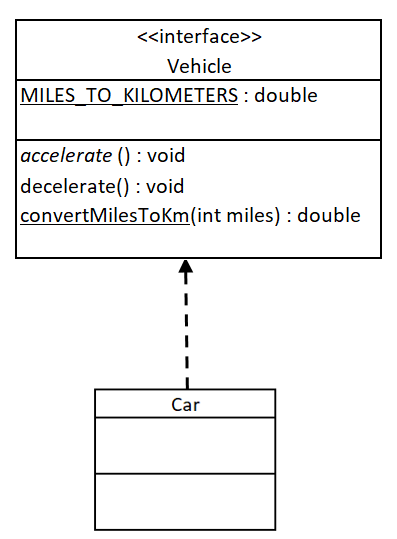 <<interface>>
Vehicle
MILES_TO_KILOMETERS : double
accelerate () : void
decelerate() : void
convertMilesToKm(int miles) : double
Car